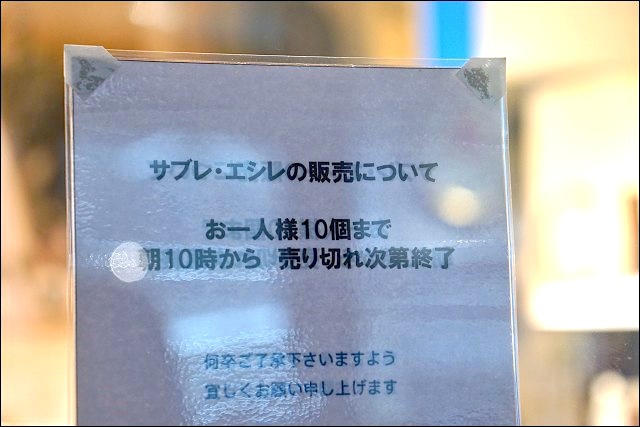 サブレ・エシレの販売について
お一人様10個まで
朝10時から 売り切れ次第終了
何卒ご了承下さいますよう
宜しくお願い申し上げます